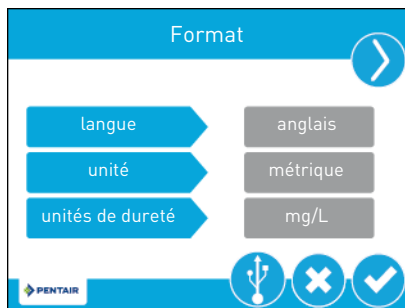 Format
langue
anglais
unité
métrique
unités de dureté
mg/L
PENTAIR